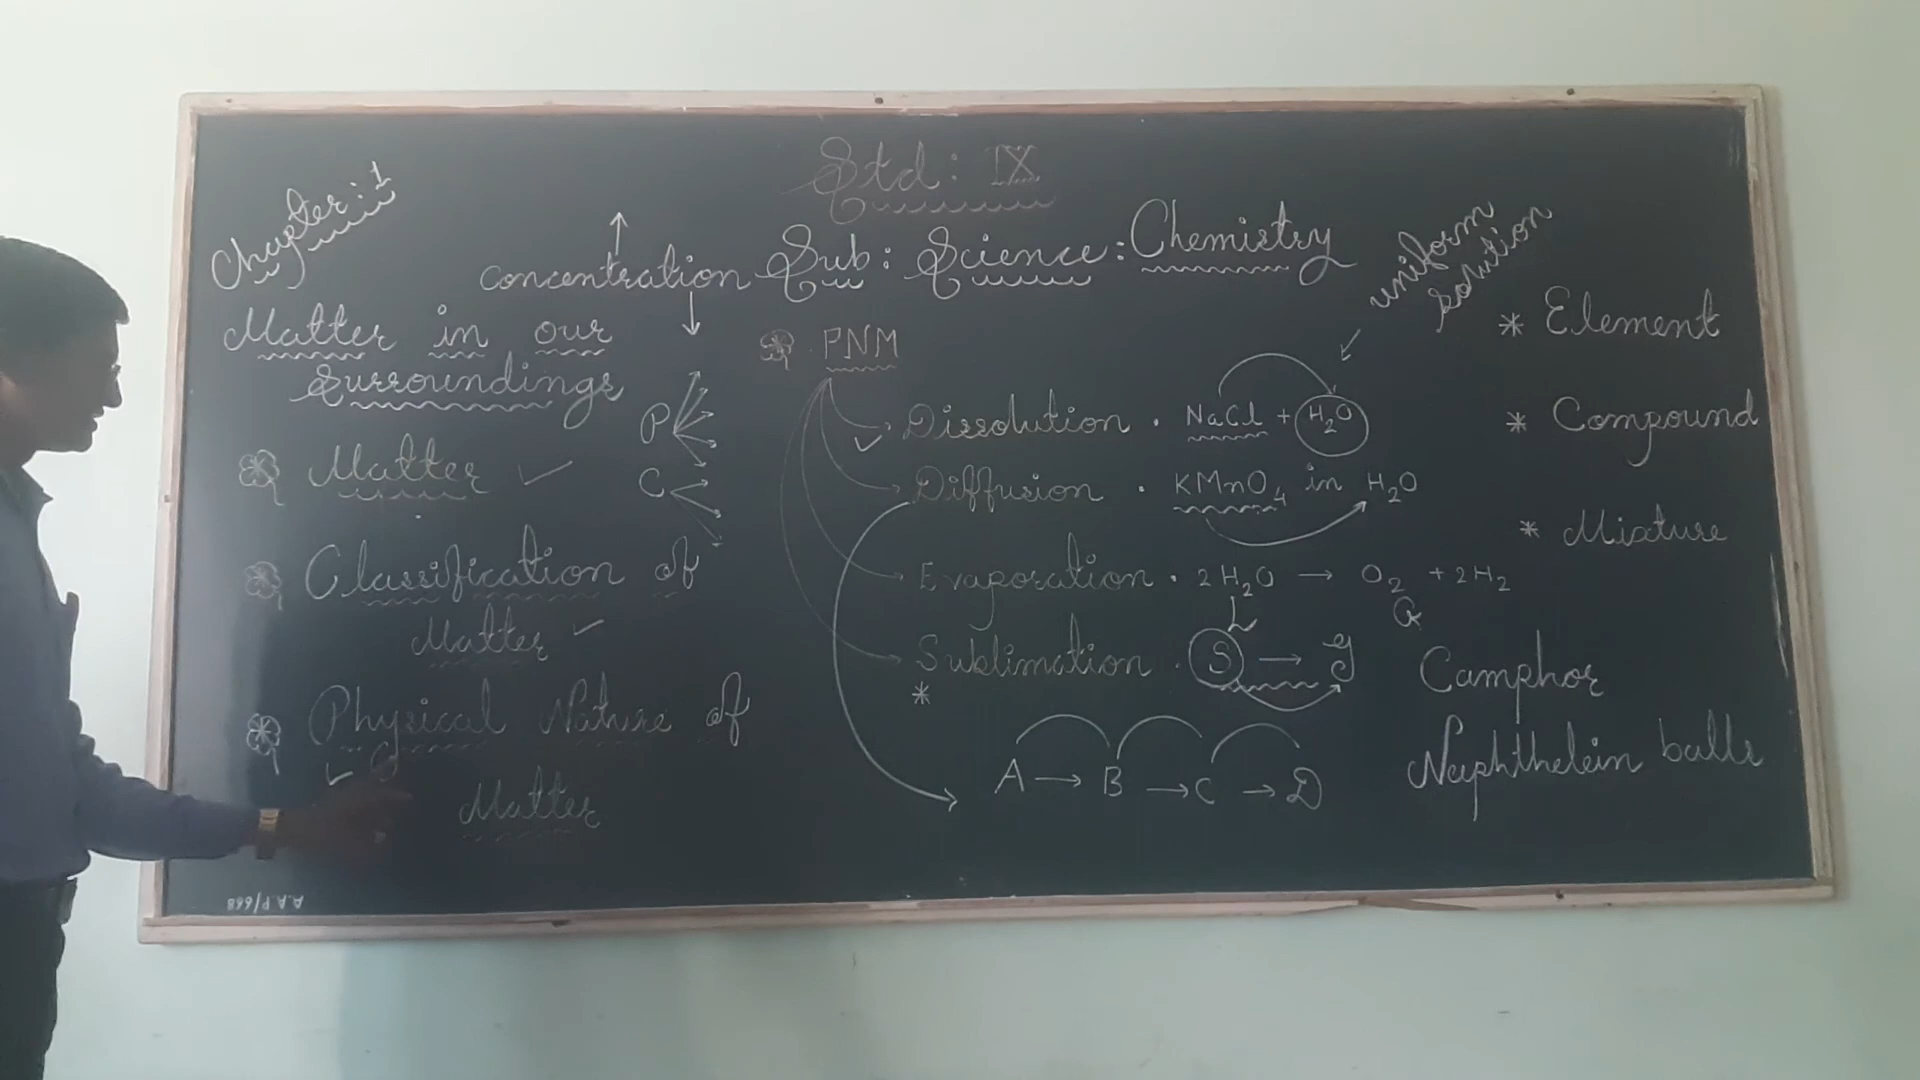 Std: IX
Chapter: 1
concentration Sub: Science: Chemistry
uniform
solution
Matter in our
Surroundings
P
C
Matter
Classification of
Matter
Physical Nature of
Matter
PNM
Dissolution . NaCl + H2O
Diffusion . KMnO4 in H2O
Evaporation . 2H2O → O2 + 2H2
L G
Sublimation . S → g
*
A → B → C → D
* Element
* Compound
* Mixture
Camphor
Naphthelein balls
A.A.P/668